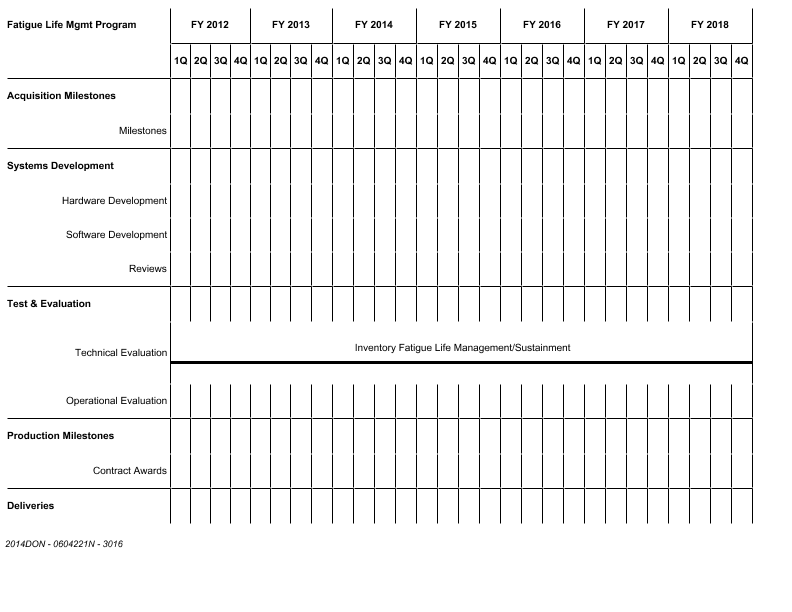 Fatigue Life Mgmt Program FY 2012 FY 2013 FY 2014 FY 2015 FY 2016 FY 2017 FY 2018
1Q 2Q 3Q 4Q 1Q 2Q 3Q 4Q 1Q 2Q 3Q 4Q 1Q 2Q 3Q 4Q 1Q 2Q 3Q 4Q 1Q 2Q 3Q 4Q 1Q 2Q 3Q 4Q
Acquisition Milestones
Milestones
Systems Development
Hardware Development
Software Development
Reviews
Test & Evaluation
Inventory Fatigue Life Management/Sustainment
Technical Evaluation
Operational Evaluation
Production Milestones
Contract Awards
Deliveries
2014DON - 0604221N - 3016